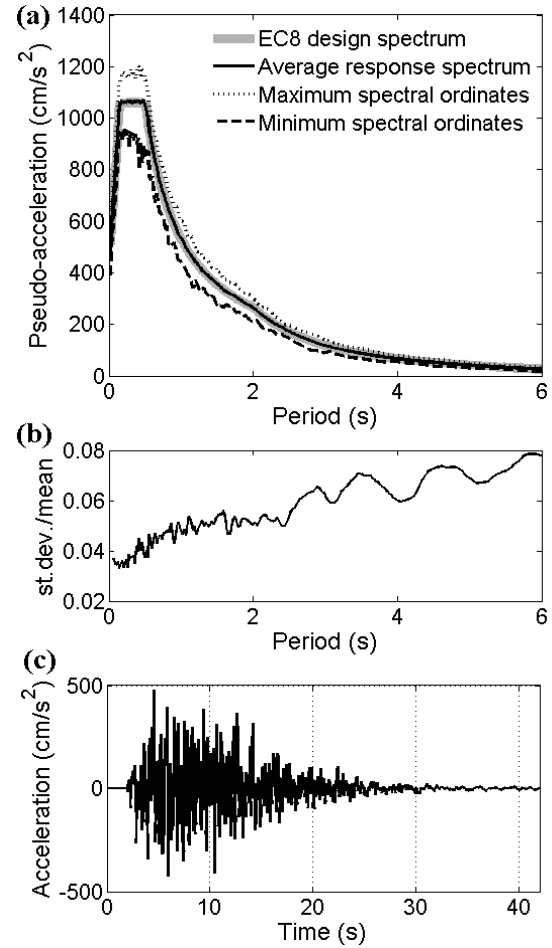 (a)
1400
1200
1000
800
600
400
200
0
Pseudo-acceleration (cm/s²)
EC8 design spectrum
Average response spectrum
Maximum spectral ordinates
Minimum spectral ordinates
0 2 4 6
Period (s)
(b)
0.08
0.06
0.04
0.02
st.dev./mean
0 2 4 6
Period (s)
(c)
500
0
-500
Acceleration (cm/s²)
0 10 20 30 40
Time (s)